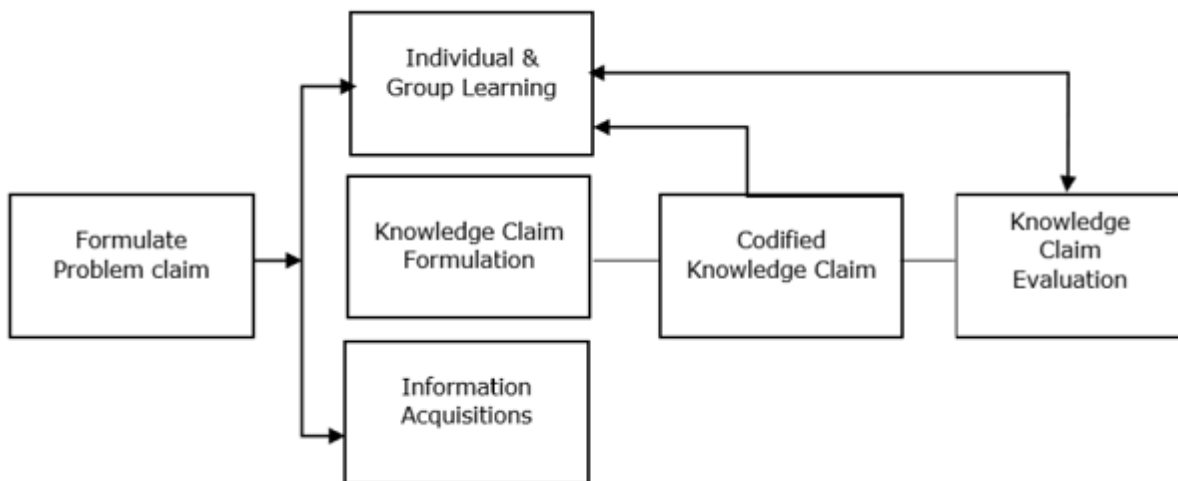 Individual &
Group Learning
Formulate
Problem claim
Knowledge Claim
Formulation
Codified
Knowledge Claim
Knowledge
Claim
Evaluation
Information
Acquisitions